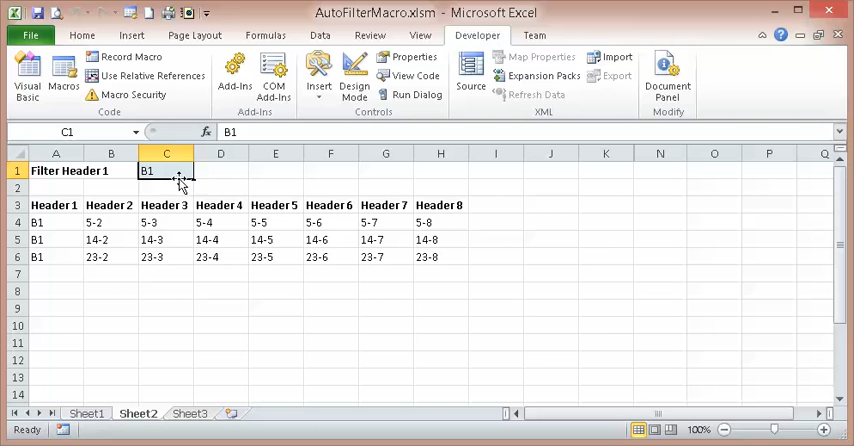 AutoFilterMacro.xlsm - Microsoft Excel
File Home Insert Page Layout Formulas Data Review View Developer Team
Visual Basic
Macros
Record Macro
Use Relative References
Macro Security
Code
Add-Ins
COM Add-Ins
Add-Ins
Insert
Design Mode
Properties
View Code
Run Dialog
Controls
Source
Map Properties
Expansion Packs
Refresh Data
Import
Export
XML
Document Panel
Modify
C1 fx B1
A B C D E F G H I J K L M N O P Q
1 Filter Header 1 B1
2
3 Header 1 Header 2 Header 3 Header 4 Header 5 Header 6 Header 7 Header 8
4 B1 5-2 5-3 5-4 5-5 5-6 5-7 5-8
5 B1 14-2 14-3 14-4 14-5 14-6 14-7 14-8
6 B1 23-2 23-3 23-4 23-5 23-6 23-7 23-8
7
8
9
10
11
12
13
14
Sheet1 Sheet2 Sheet3
Ready 100%